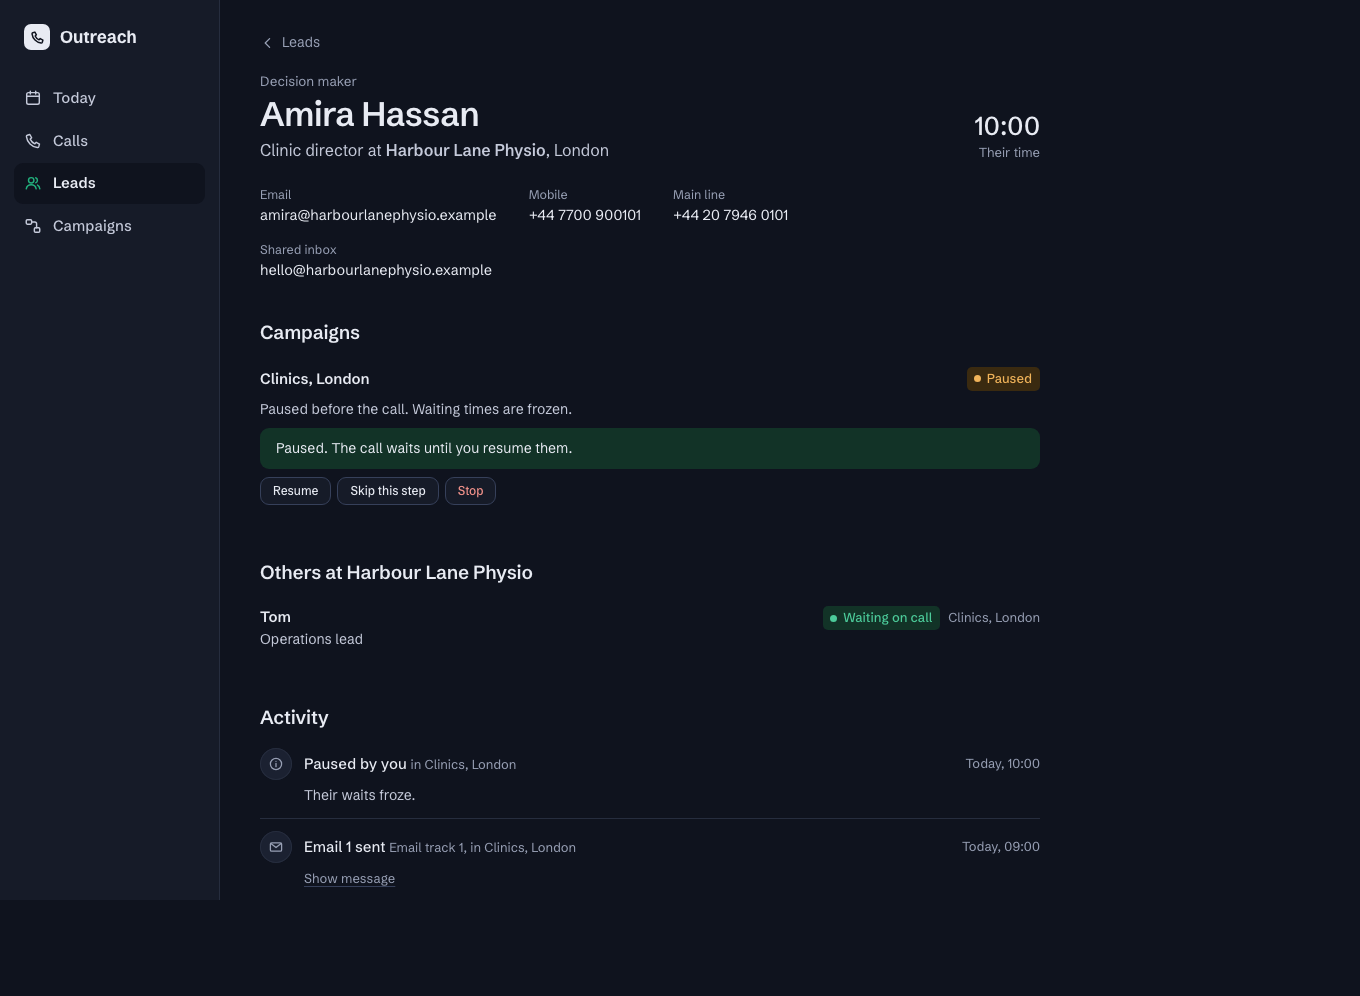 Outreach
Today
Calls
Leads
Campaigns
Leads
Decision maker
Amira Hassan
Clinic director at Harbour Lane Physio, London
10:00
Their time
Email
amira@harbourlanephysio.example
Mobile
+44 7700 900101
Main line
+44 20 7946 0101
Shared inbox
hello@harbourlanephysio.example
Campaigns
Clinics, London
Paused
Paused before the call. Waiting times are frozen.
Paused. The call waits until you resume them.
Resume
Skip this step
Stop
Others at Harbour Lane Physio
Tom
Waiting on call
Clinics, London
Operations lead
Activity
Paused by you in Clinics, London
Today, 10:00
Their waits froze.
Email 1 sent Email track 1, in Clinics, London
Today, 09:00
Show message